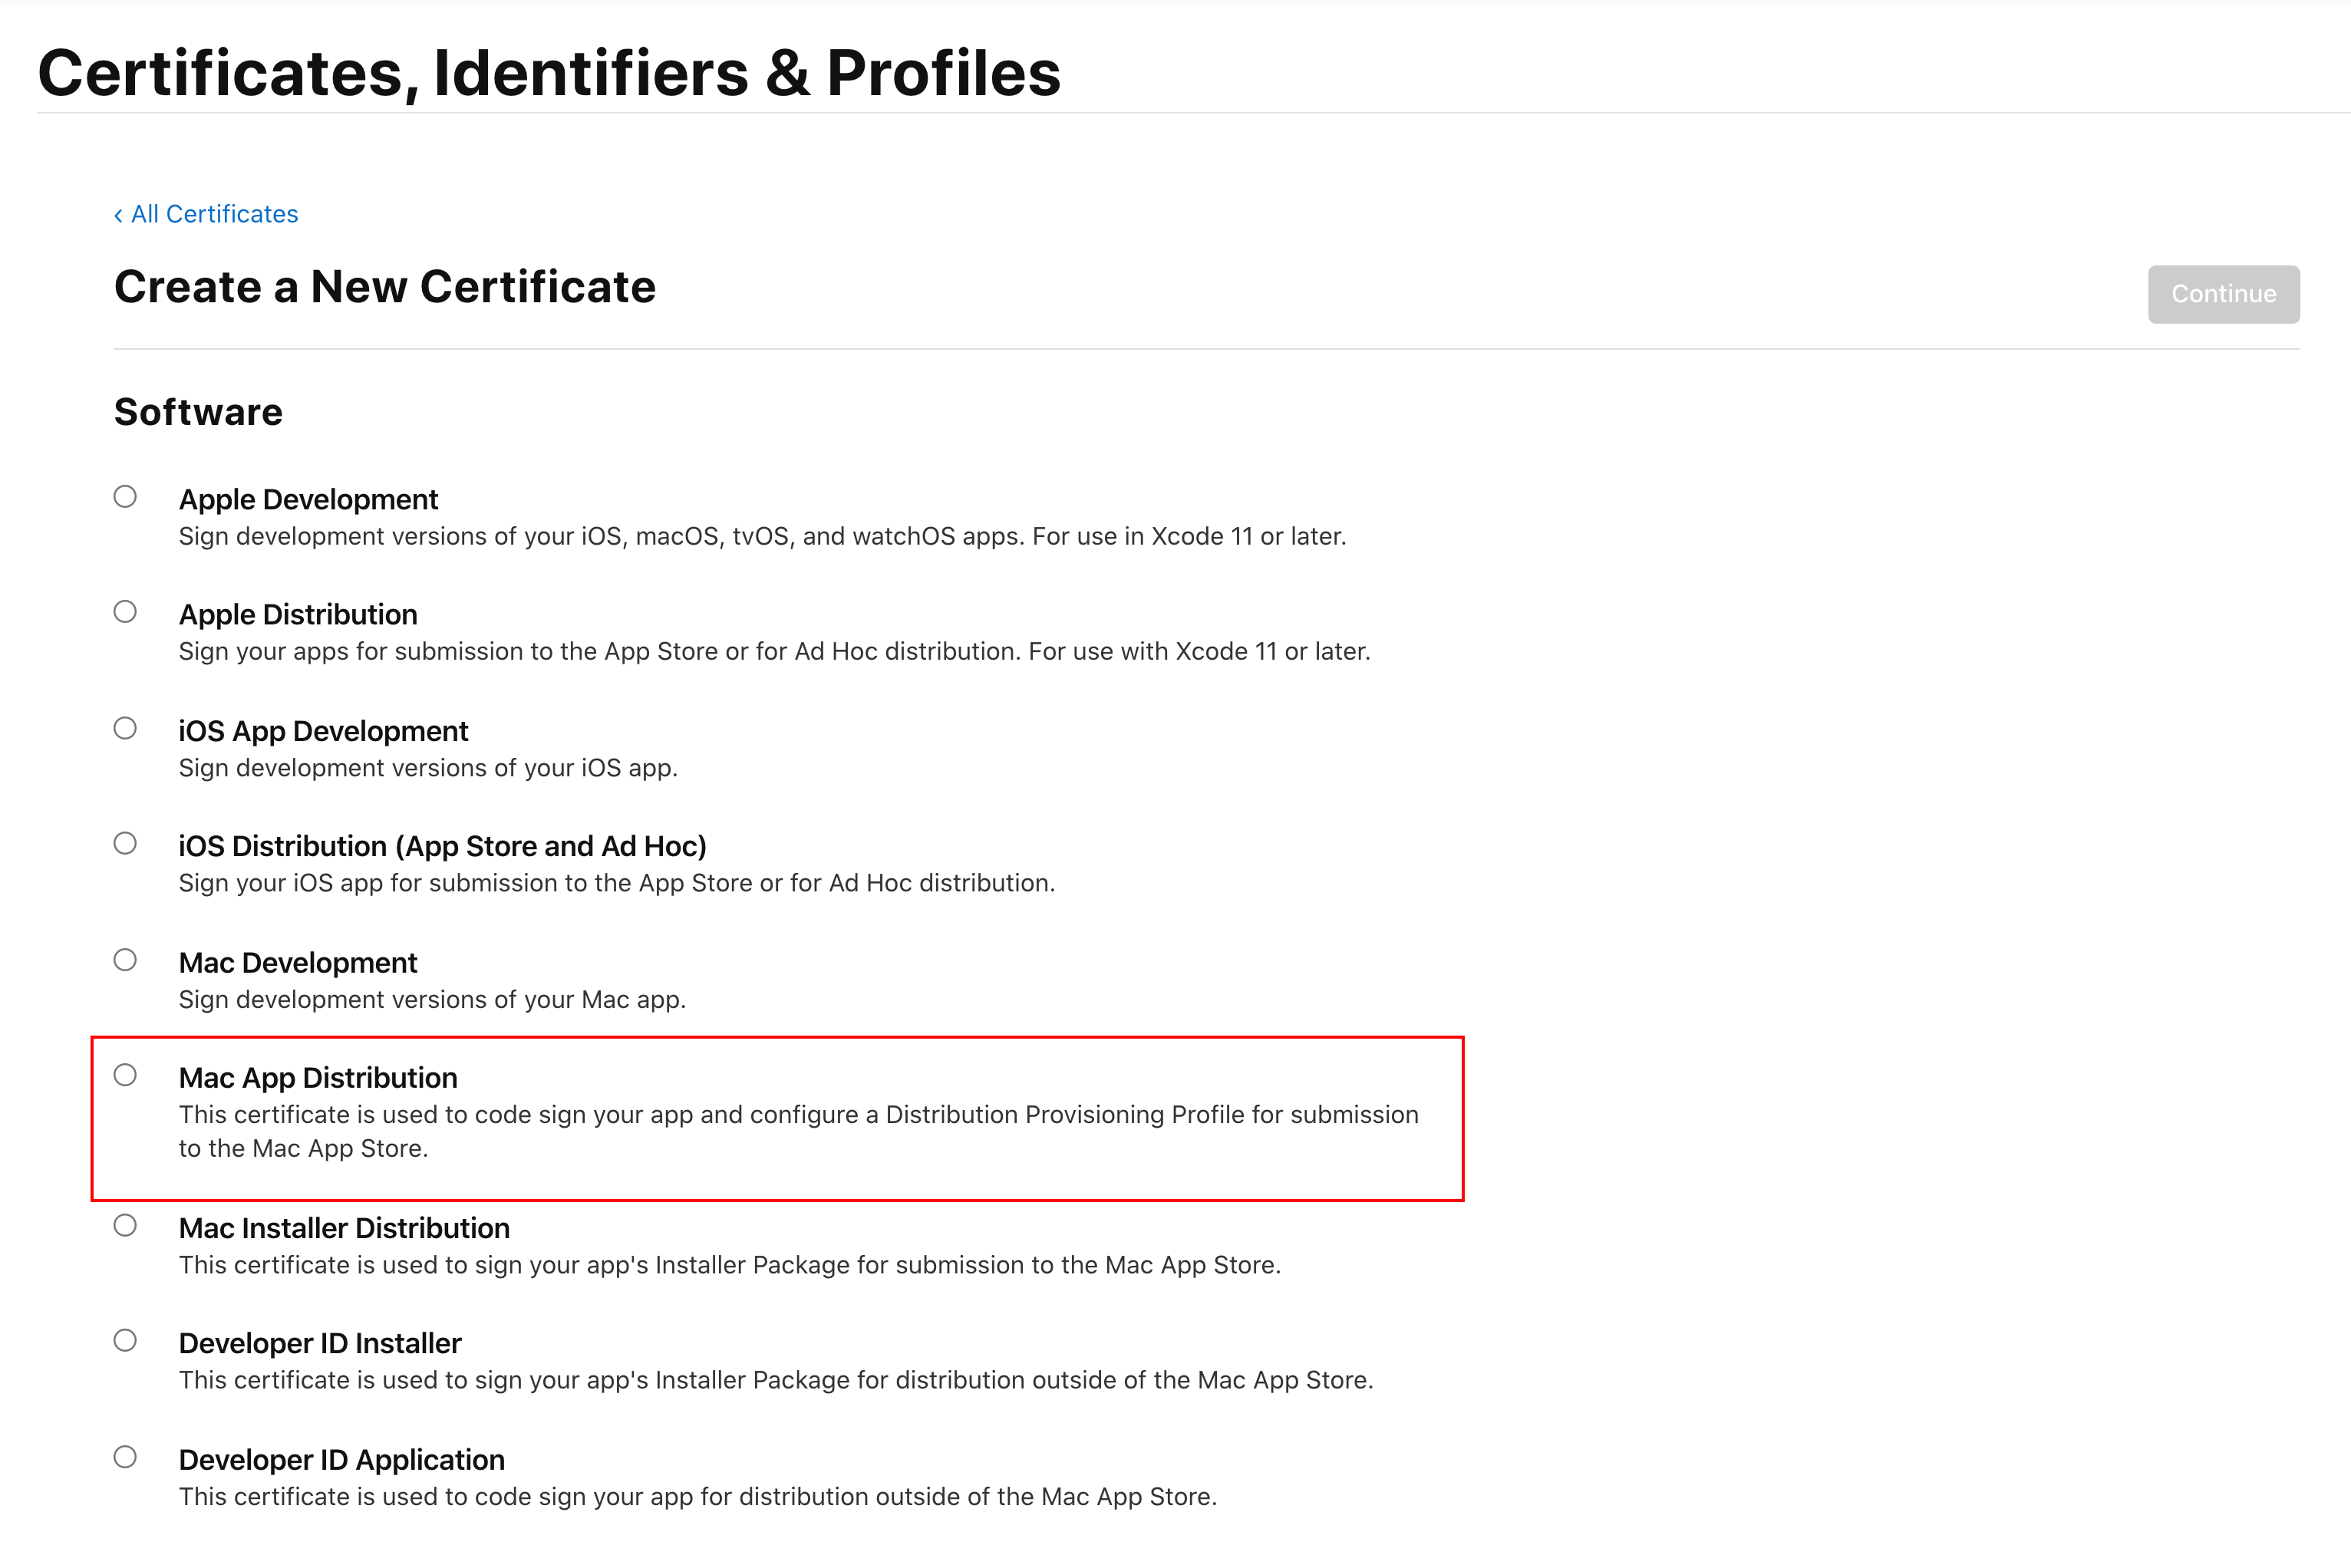 Certificates, Identifiers & Profiles
‹ All Certificates
Create a New Certificate
Continue
Software
Apple Development
Sign development versions of your iOS, macOS, tvOS, and watchOS apps. For use in Xcode 11 or later.
Apple Distribution
Sign your apps for submission to the App Store or for Ad Hoc distribution. For use with Xcode 11 or later.
iOS App Development
Sign development versions of your iOS app.
iOS Distribution (App Store and Ad Hoc)
Sign your iOS app for submission to the App Store or for Ad Hoc distribution.
Mac Development
Sign development versions of your Mac app.
Mac App Distribution
This certificate is used to code sign your app and configure a Distribution Provisioning Profile for submission
to the Mac App Store.
Mac Installer Distribution
This certificate is used to sign your app's Installer Package for submission to the Mac App Store.
Developer ID Installer
This certificate is used to sign your app's Installer Package for distribution outside of the Mac App Store.
Developer ID Application
This certificate is used to code sign your app for distribution outside of the Mac App Store.